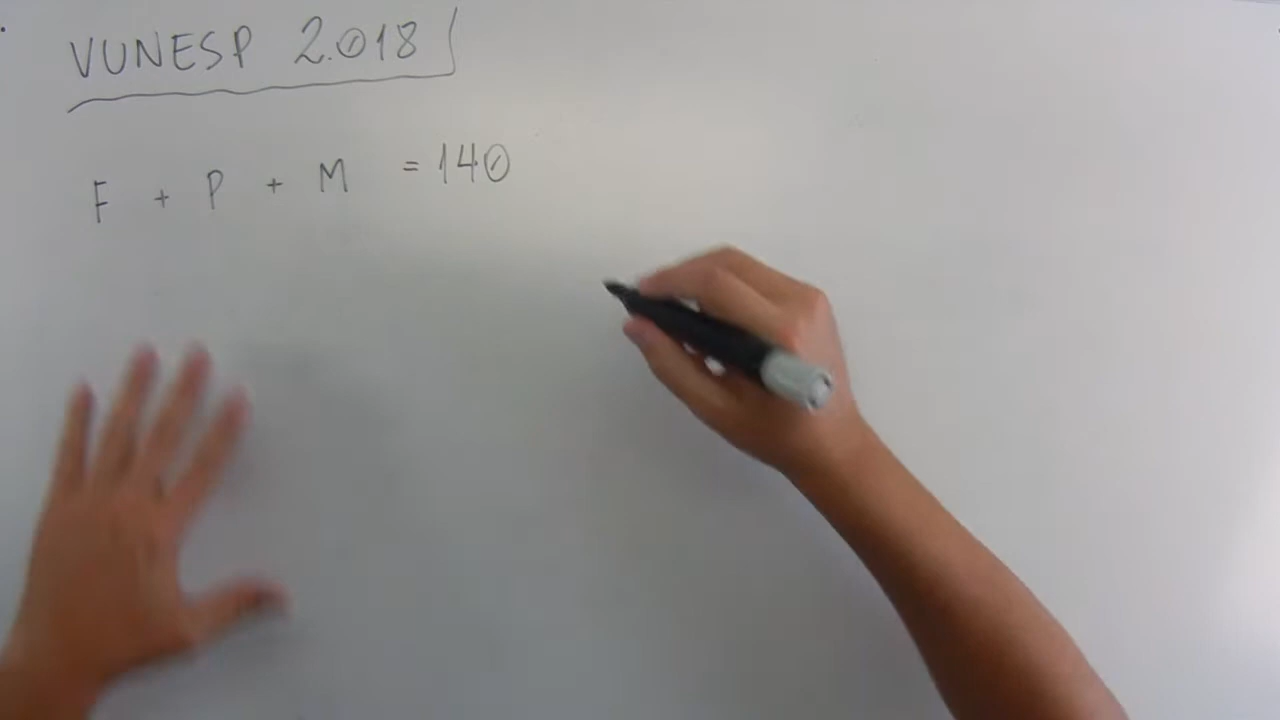 VUNESP 2.018
F + P + M = 140